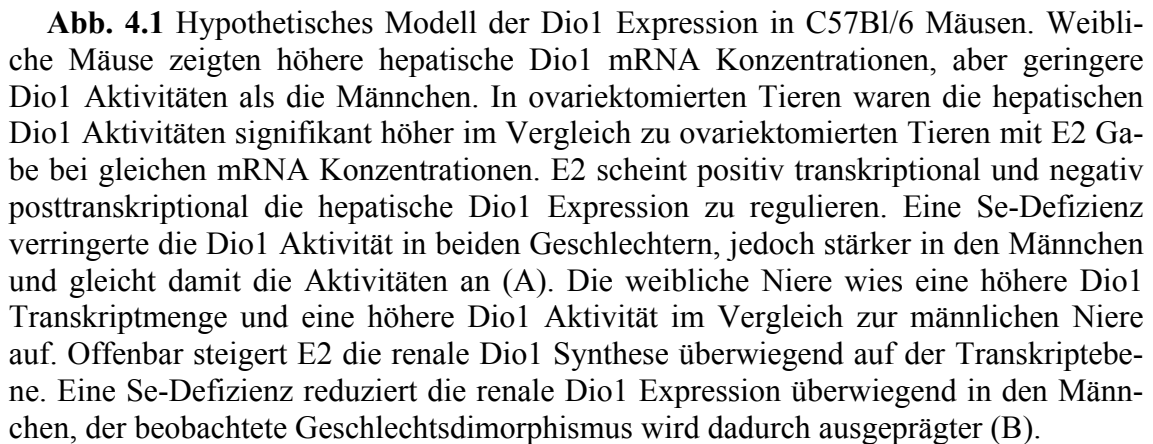 Abb. 4.1 Hypothetisches Modell der Dio1 Expression in C57Bl/6 Mäusen. Weibli-
che Mäuse zeigten höhere hepatische Dio1 mRNA Konzentrationen, aber geringere
Dio1 Aktivitäten als die Männchen. In ovariektomierten Tieren waren die hepatischen
Dio1 Aktivitäten signifikant höher im Vergleich zu ovariektomierten Tieren mit E2 Ga-
be bei gleichen mRNA Konzentrationen. E2 scheint positiv transkriptional und negativ
posttranskriptional die hepatische Dio1 Expression zu regulieren. Eine Se-Defizienz
verringerte die Dio1 Aktivität in beiden Geschlechtern, jedoch stärker in den Männchen
und gleicht damit die Aktivitäten an (A). Die weibliche Niere wies eine höhere Dio1
Transkriptmenge und eine höhere Dio1 Aktivität im Vergleich zur männlichen Niere
auf. Offenbar steigert E2 die renale Dio1 Synthese überwiegend auf der Transkriptebe-
ne. Eine Se-Defizienz reduziert die renale Dio1 Expression überwiegend in den Männ-
chen, der beobachtete Geschlechtsdimorphismus wird dadurch ausgeprägter (B).